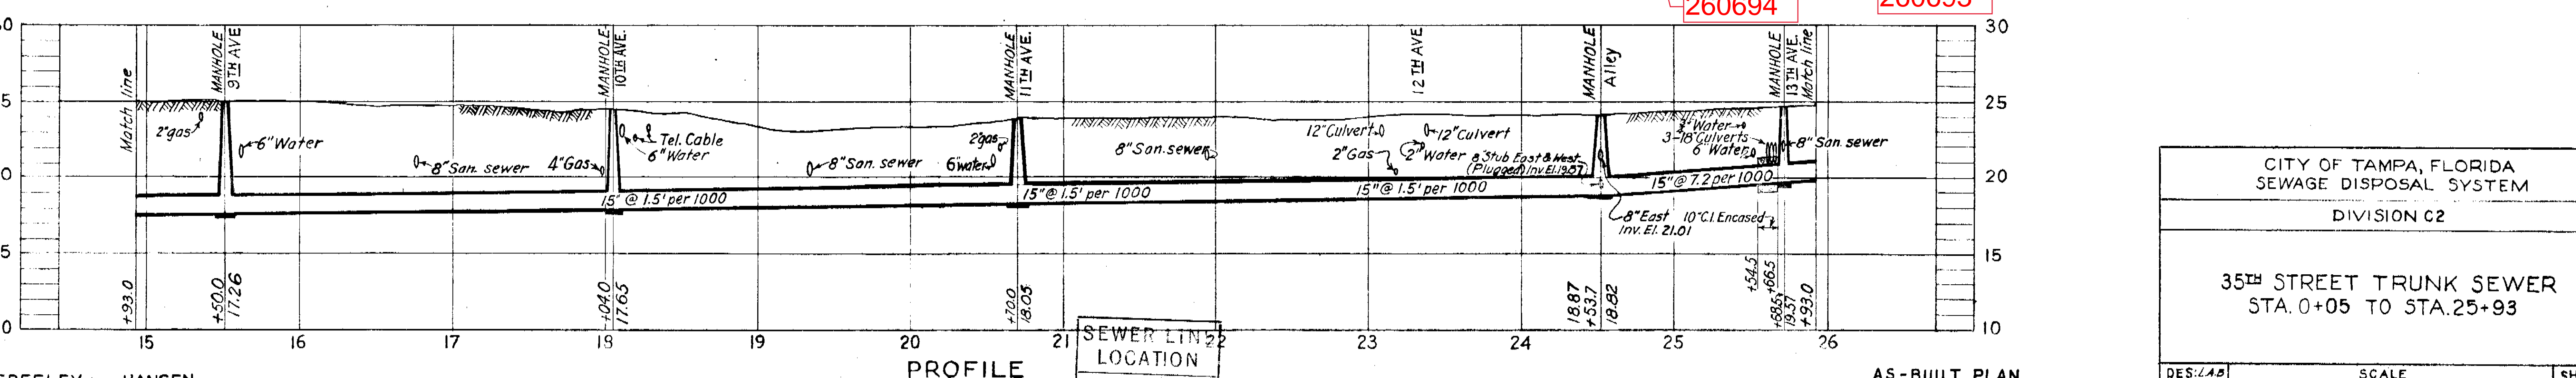 260694
30
30
25
20
15
10
5
5
Match line
MANHOLE
9TH AVE
MANHOLE
10TH AVE.
MANHOLE
11TH AVE.
12TH AVE
MANHOLE
Alley
MANHOLE
13TH AVE.
Match line
2"gas
6"Water
8"San. sewer
4"Gas
Tel. Cable
6"Water
8"San. sewer
2"gas
6"water
8"San. sewer
12"Culvert
12"Culvert
2"Gas
2" Water
8"Stub East & West
(Plugged) Inv. El. 19.57
Water
3-18"Culverts
6"Water
8"San. sewer
15" @ 1.5' per 1000
15"@ 1.5' per 1000
15"@ 1.5' per 1000
15"@ 7.2 per 1000
8"East
Inv. El. 21.01
10"C.I. Encased
+93.0
+50.0
17.26
+04.0
17.65
+70.0
18.05
18.87
+53.7
18.82
+54.5
+66.5
+68.5
19.57
+93.0
15 16 17 18 19 20 21 22 23 24 25 26
SEWER LINE
LOCATION
PROFILE
HANSEN
AS-BUILT PLAN
CITY OF TAMPA, FLORIDA
SEWAGE DISPOSAL SYSTEM
DIVISION C2
35TH STREET TRUNK SEWER
STA. 0+05 TO STA. 25+93
DES: L.A.B
SCALE